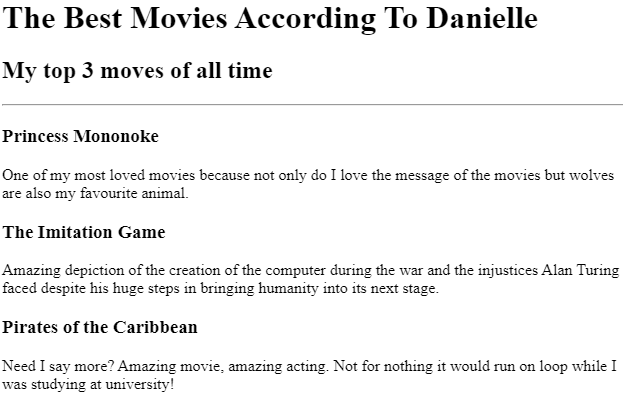 The Best Movies According To Danielle
My top 3 moves of all time
Princess Mononoke
One of my most loved movies because not only do I love the message of the movies but wolves
are also my favourite animal.
The Imitation Game
Amazing depiction of the creation of the computer during the war and the injustices Alan Turing
faced despite his huge steps in bringing humanity into its next stage.
Pirates of the Caribbean
Need I say more? Amazing movie, amazing acting. Not for nothing it would run on loop while I
was studying at university!